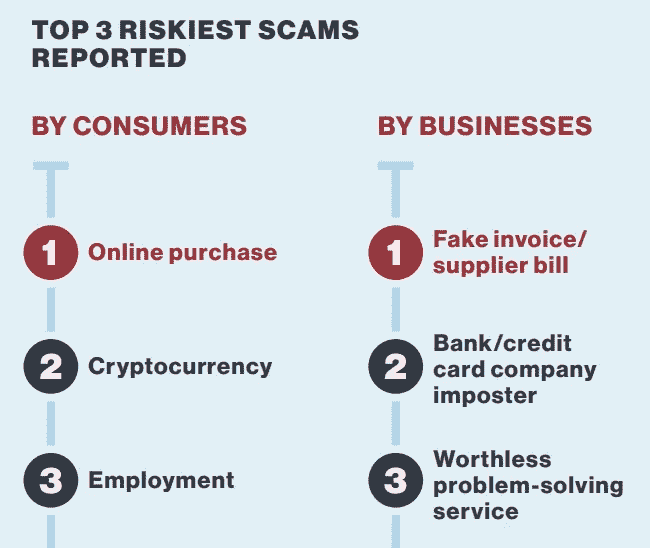 TOP 3 RISKIEST SCAMS
REPORTED
BY CONSUMERS
1
Online purchase
2
Cryptocurrency
3
Employment
BY BUSINESSES
1
Fake invoice/
supplier bill
2
Bank/credit
card company
imposter
3
Worthless
problem-solving
service